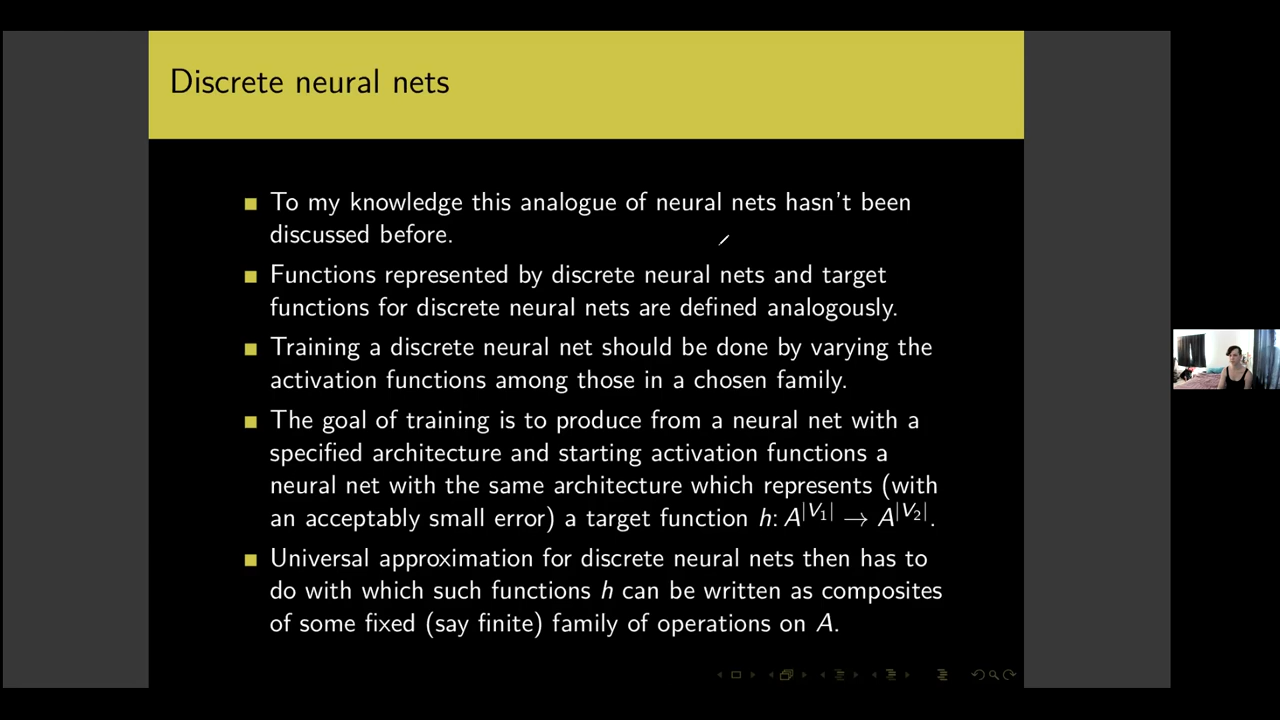 Discrete neural nets
To my knowledge this analogue of neural nets hasn't been
discussed before.
Functions represented by discrete neural nets and target
functions for discrete neural nets are defined analogously.
Training a discrete neural net should be done by varying the
activation functions among those in a chosen family.
The goal of training is to produce from a neural net with a
specified architecture and starting activation functions a
neural net with the same architecture which represents (with
an acceptably small error) a target function h: A^{|V₁|} → A^{|V₂|}.
Universal approximation for discrete neural nets then has to
do with which such functions h can be written as composites
of some fixed (say finite) family of operations on A.